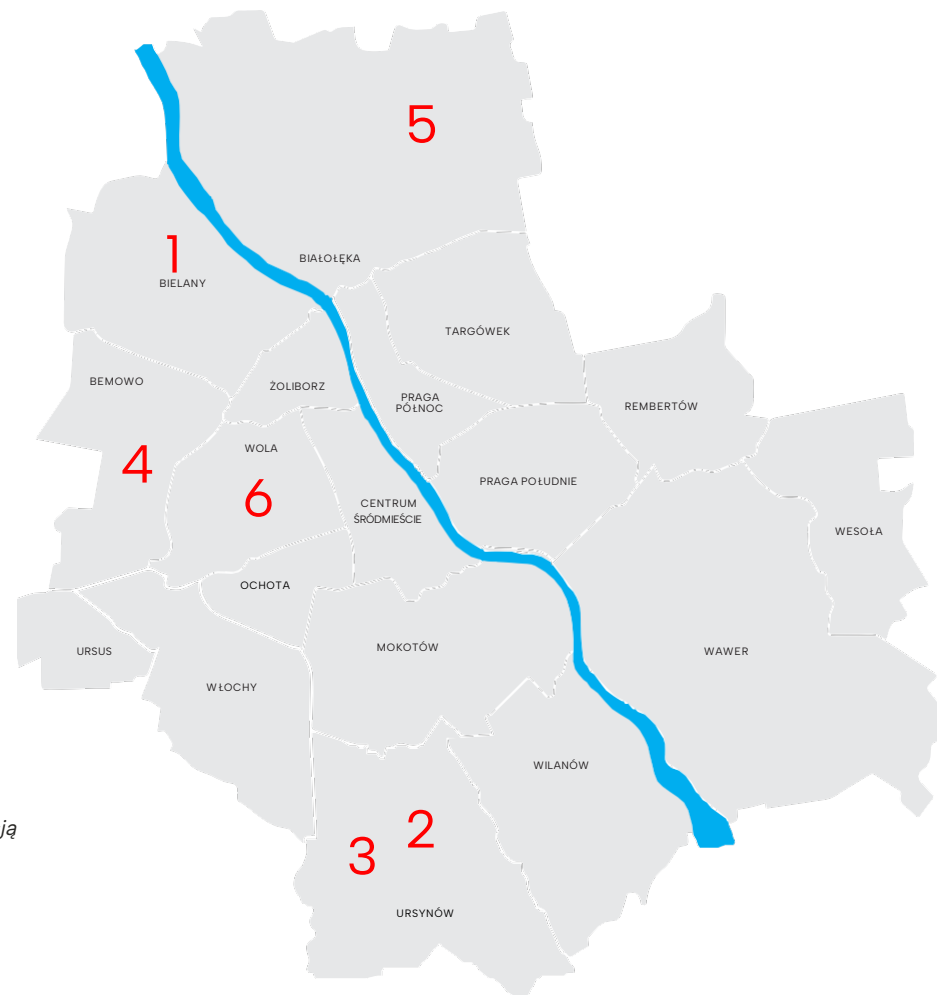 5
1
BIAŁOŁĘKA
BIELANY
TARGÓWEK
BEMOWO
ŻOLIBORZ
PRAGA
PÓŁNOC
REMBERTÓW
WOLA
4
6
PRAGA POŁUDNIE
CENTRUM
ŚRÓDMIEŚCIE
WESOŁA
OCHOTA
MOKOTÓW
URSUS
WAWER
WŁOCHY
WILANÓW
ją
2
3
URSYNÓW